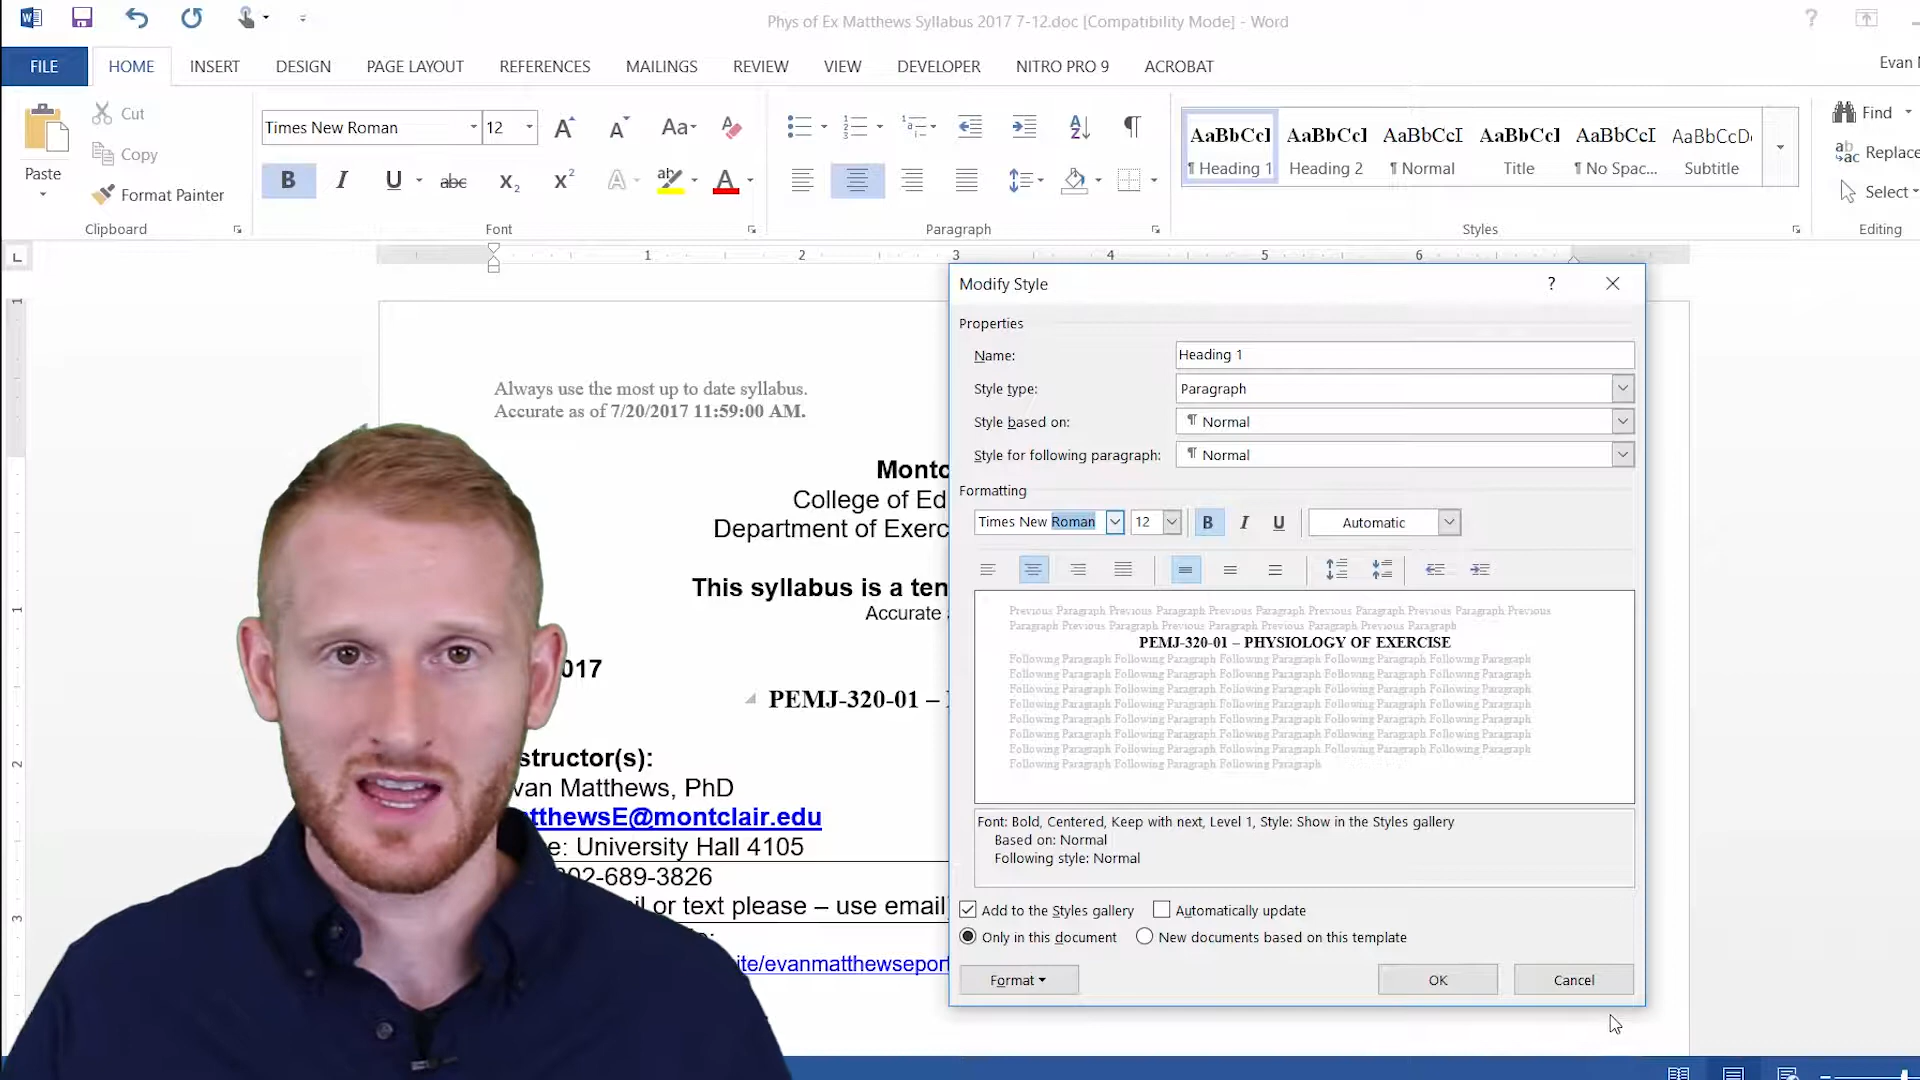 Phys of Ex Matthews Syllabus 2017 7-12.doc [Compatibility Mode] - Word
?
FILE HOME INSERT DESIGN PAGE LAYOUT REFERENCES MAILINGS REVIEW VIEW DEVELOPER NITRO PRO 9 ACROBAT Evan
Paste
Cut
Copy
Format Painter
Clipboard
Times New Roman 12
Font
Paragraph
AaBbCcI AaBbCcI AaBbCcI AaBbCcI AaBbCcI AaBbCcD
¶ Heading 1 Heading 2 ¶ Normal Title ¶ No Spac... Subtitle
Styles
Find
Replace
Select
Editing
1 2 3 4 5 6
Always use the most up to date syllabus.
Accurate as of 7/20/2017 11:59:00 AM.
Montc
College of Ed
Department of Exerc
This syllabus is a ten
Accurate
017
PEMJ-320-01 –
structor(s):
van Matthews, PhD
tthewsE@montclair.edu
e: University Hall 4105
02-689-3826
il or text please – use email
ite/evanmatthewseport
Modify Style ?
Properties
Name: Heading 1
Style type: Paragraph
Style based on: ¶ Normal
Style for following paragraph: ¶ Normal
Formatting
Times New Roman 12 B I U Automatic
Previous Paragraph Previous Paragraph Previous Paragraph Previous Paragraph Previous Paragraph Previous
Paragraph Previous Paragraph Previous Paragraph Previous Paragraph Previous Paragraph
PEMJ-320-01 – PHYSIOLOGY OF EXERCISE
Following Paragraph Following Paragraph Following Paragraph Following Paragraph Following Paragraph
Following Paragraph Following Paragraph Following Paragraph Following Paragraph Following Paragraph
Following Paragraph Following Paragraph Following Paragraph Following Paragraph Following Paragraph
Following Paragraph Following Paragraph Following Paragraph Following Paragraph Following Paragraph
Following Paragraph Following Paragraph Following Paragraph Following Paragraph Following Paragraph
Following Paragraph Following Paragraph Following Paragraph Following Paragraph Following Paragraph
Following Paragraph Following Paragraph Following Paragraph Following Paragraph Following Paragraph
Following Paragraph Following Paragraph Following Paragraph
Font: Bold, Centered, Keep with next, Level 1, Style: Show in the Styles gallery
Based on: Normal
Following style: Normal
Add to the Styles gallery Automatically update
Only in this document New documents based on this template
Format OK Cancel